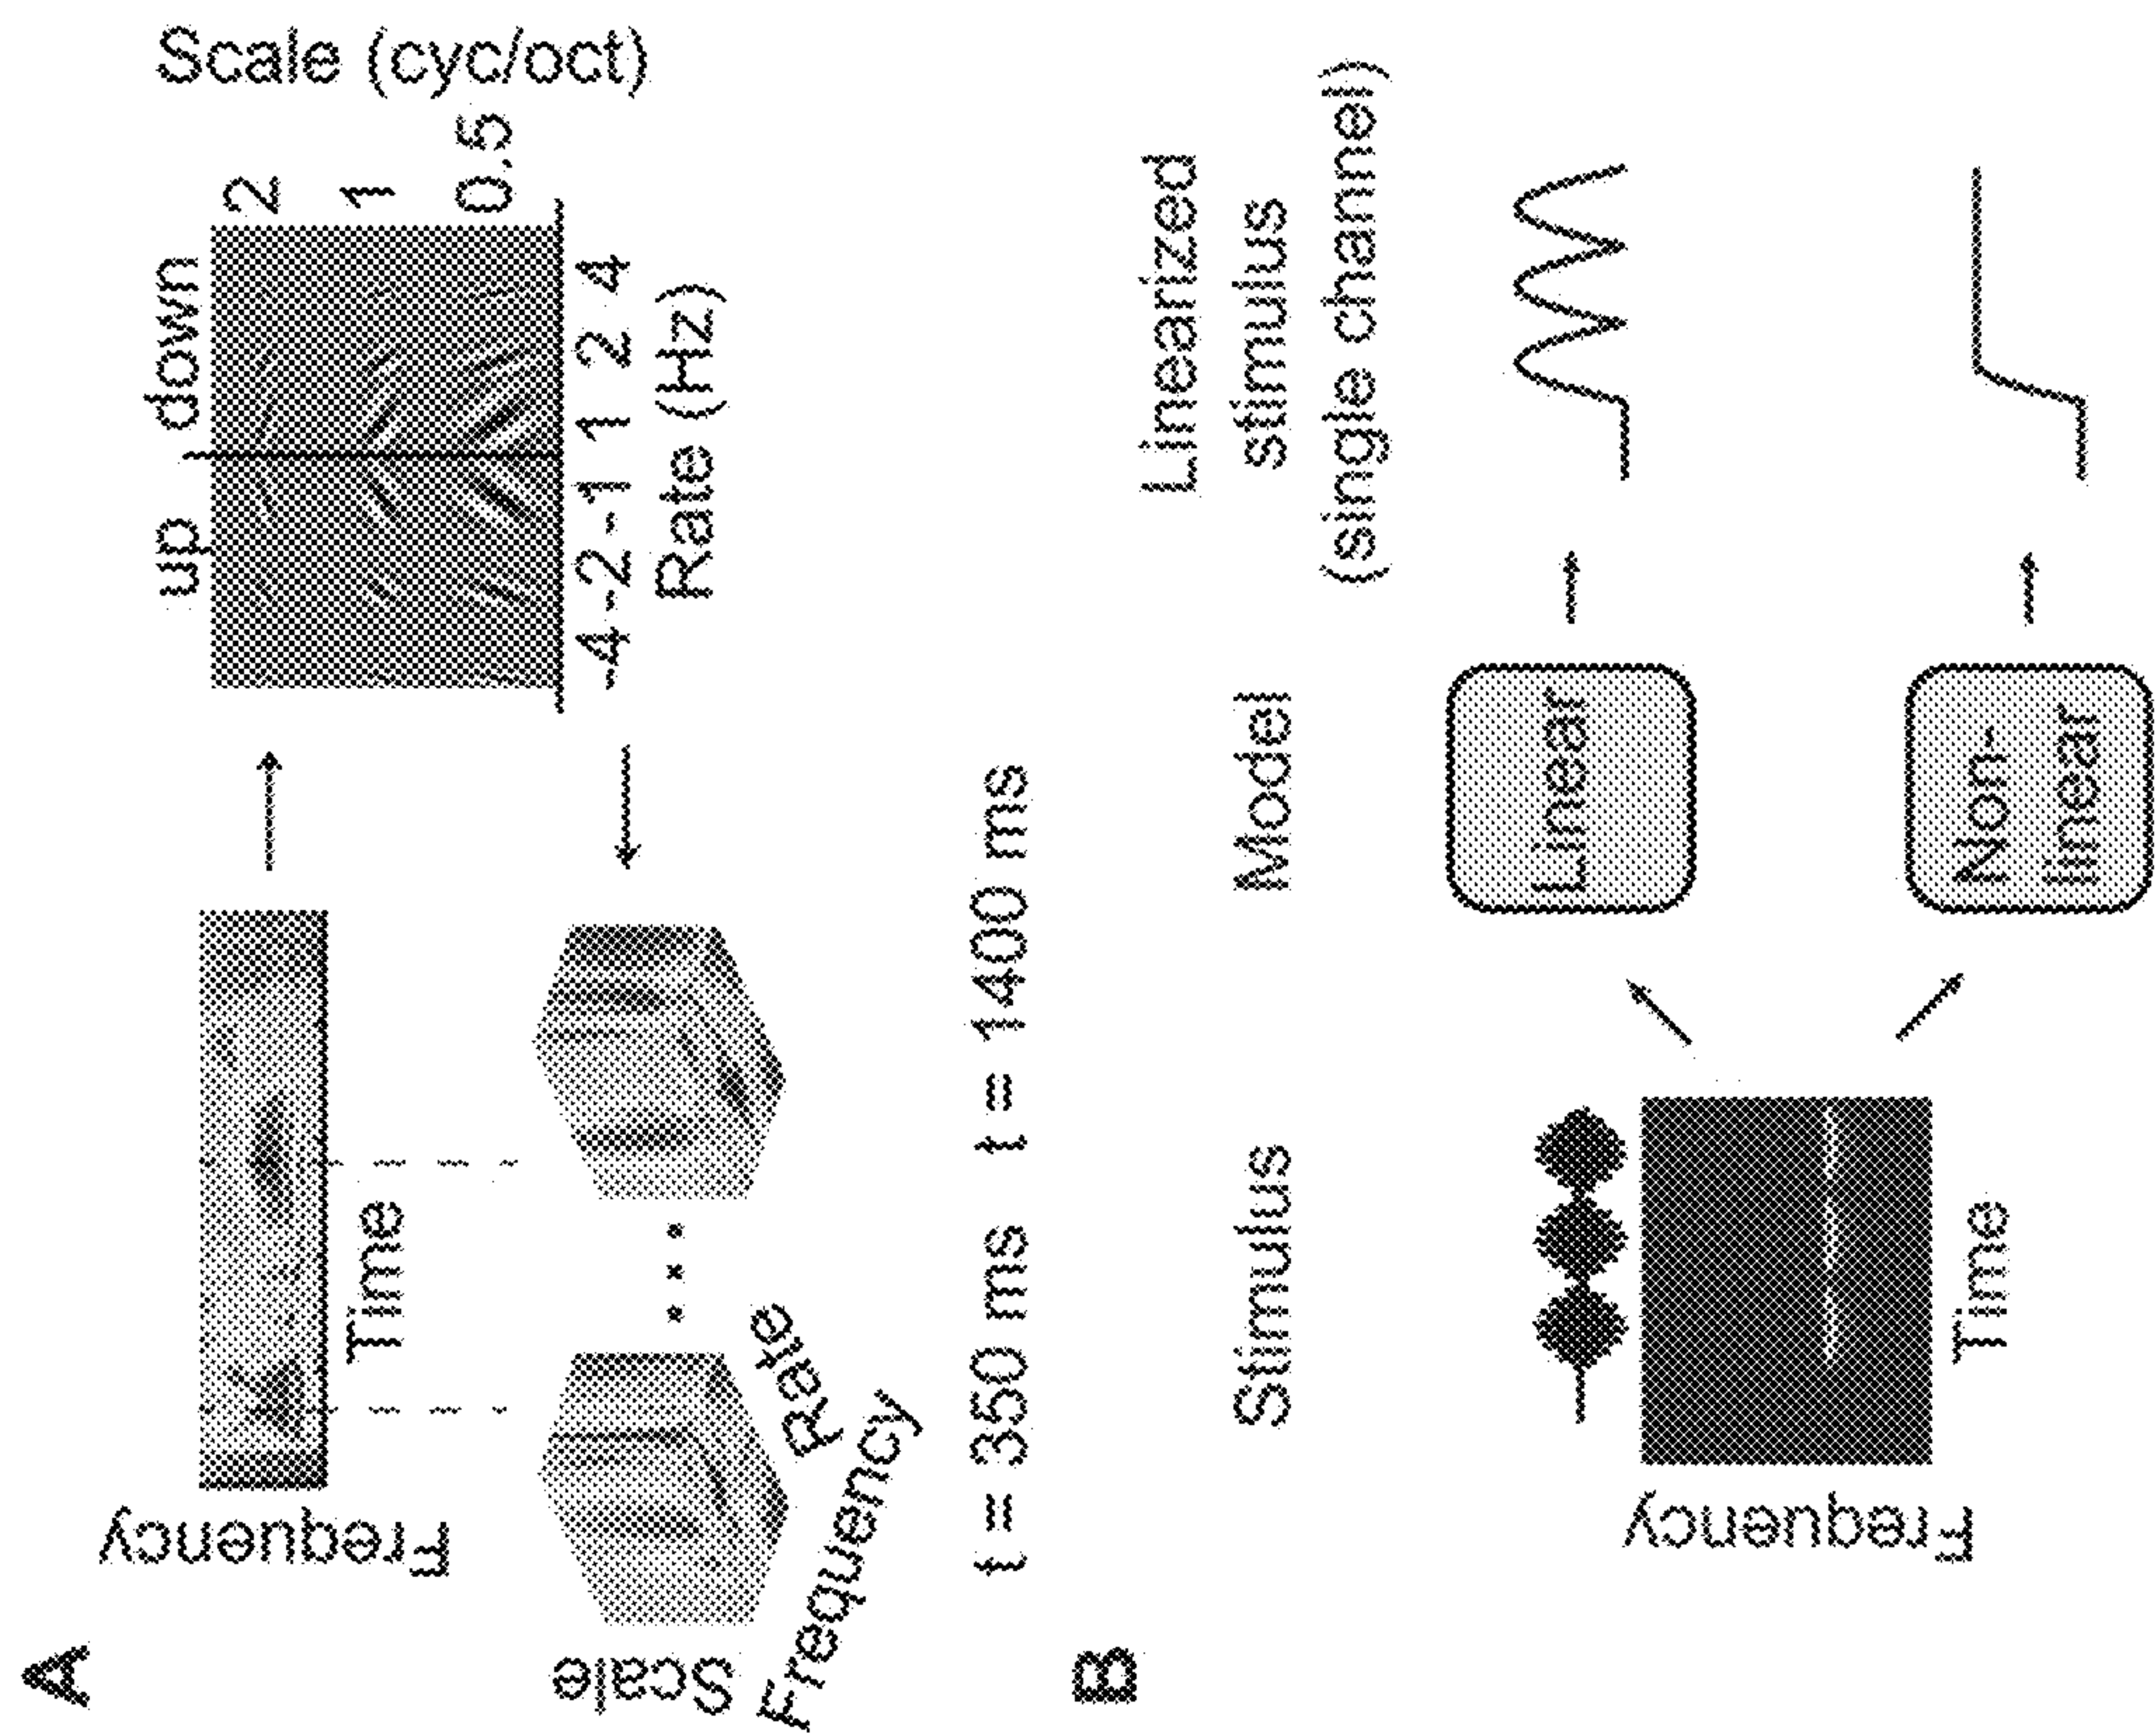 A
Frequency
Time
up down
2
1
0.5
Scale (cyc/oct)
-4 -2 -1 1 2 4
Rate (Hz)
Scale
Frequency
Rate
t = 350 ms t = 1400 ms
B
Stimulus
Model
Linearized
stimulus
(single channel)
Frequency
Time
Linear
Non-
linear